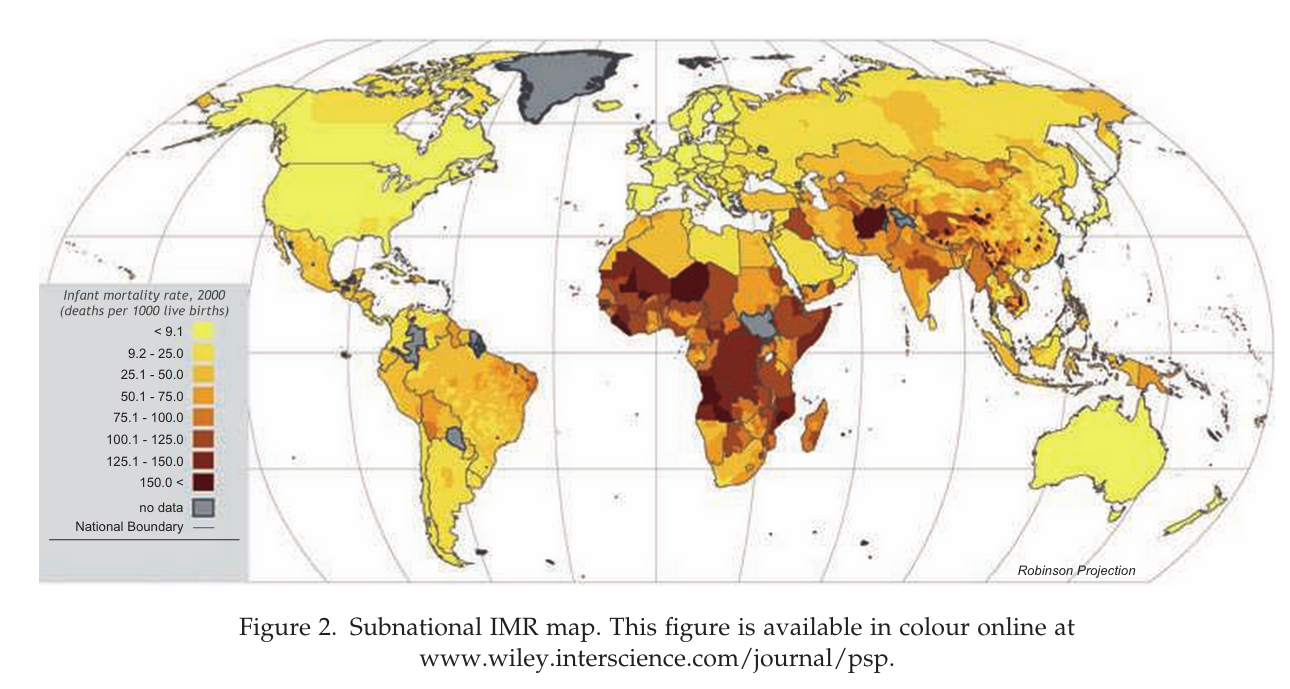 Infant mortality rate, 2000
(deaths per 1000 live births)
< 9.1
9.2 - 25.0
25.1 - 50.0
50.1 - 75.0
75.1 - 100.0
100.1 - 125.0
125.1 - 150.0
150.0 <
no data
National Boundary
Robinson Projection
Figure 2. Subnational IMR map. This figure is available in colour online at
www.wiley.interscience.com/journal/psp.